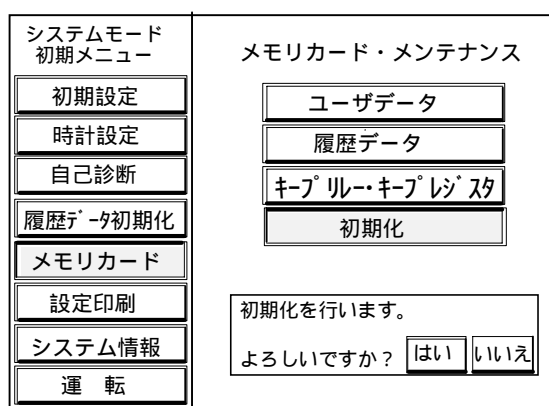 システムモード
初期メニュー
初期設定
時計設定
自己診断
履歴ﾃﾞｰﾀ初期化
メモリカード
設定印刷
システム情報
運　転
メモリカード・メンテナンス
ユーザデータ
履歴データ
ｷｰﾌﾟﾘﾚｰ･ｷｰﾌﾟﾚｼﾞｽﾀ
初期化
初期化を行います。
よろしいですか？ はい いいえ